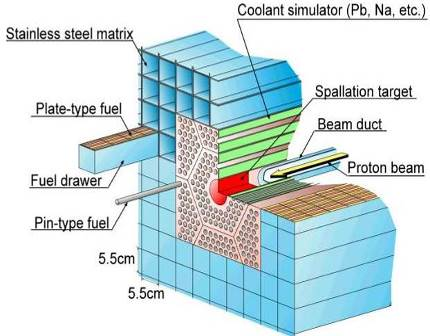 Coolant simulator (Pb, Na, etc.)
Stainless steel matrix
Spallation target
Plate-type fuel
Beam duct
Proton beam
Fuel drawer
Pin-type fuel
5.5cm
5.5cm